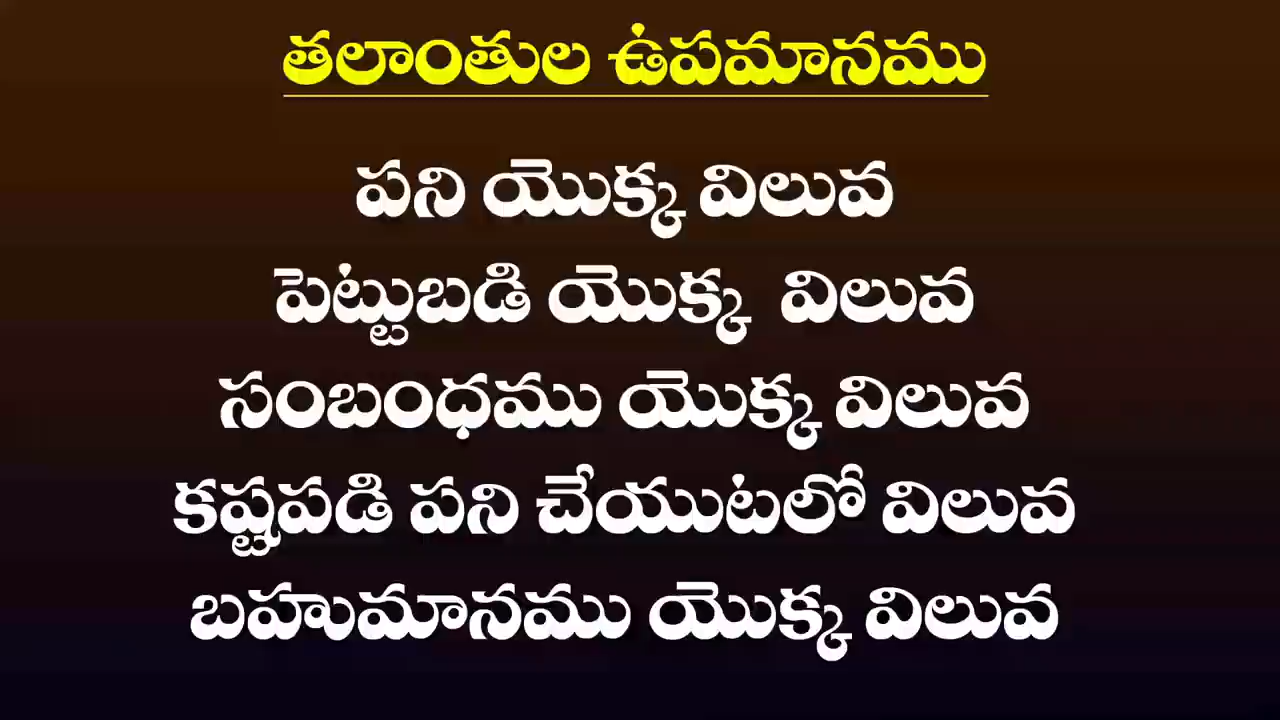 తలాంతుల ఉపమానము
పని యొక్క విలువ
పెట్టుబడి యొక్క విలువ
సంబంధము యొక్క విలువ
కష్టపడి పని చేయుటలో విలువ
బహుమానము యొక్క విలువ